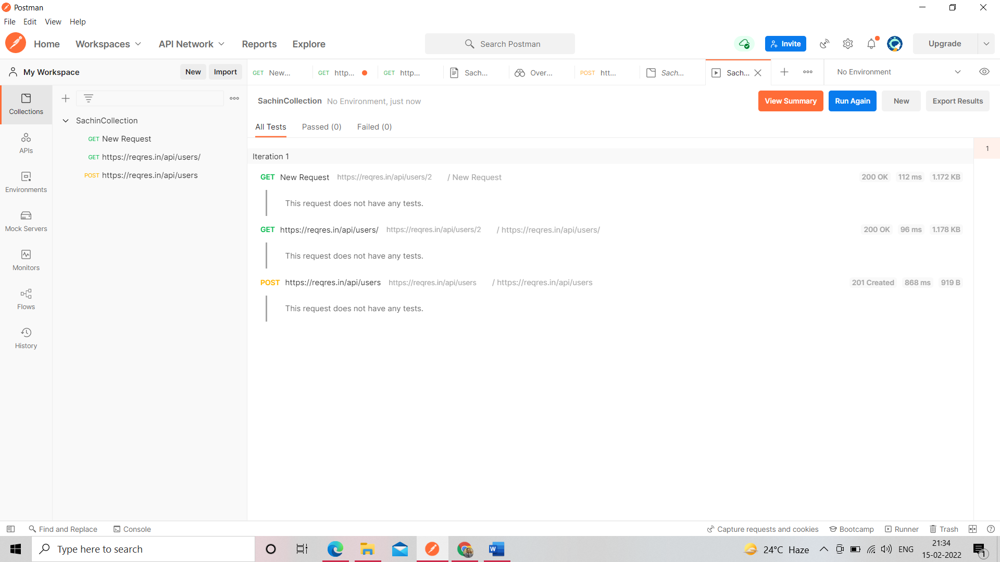 Postman
File Edit View Help
Home Workspaces API Network Reports Explore Search Postman Invite Upgrade
My Workspace New Import GET New... GET http... GET http... Sach... Over... POST htt... Sach... Sach... No Environment
Collections
APIs
Environments
Mock Servers
Monitors
Flows
History
SachinCollection
GET New Request
GET https://reqres.in/api/users/
POST https://reqres.in/api/users
SachinCollection No Environment, just now View Summary Run Again New Export Results
All Tests Passed (0) Failed (0)
Iteration 1 1
GET New Request https://reqres.in/api/users/2 / New Request 200 OK 112 ms 1.172 KB
This request does not have any tests.
GET https://reqres.in/api/users/ https://reqres.in/api/users/2 / https://reqres.in/api/users/ 200 OK 96 ms 1.178 KB
This request does not have any tests.
POST https://reqres.in/api/users https://reqres.in/api/users / https://reqres.in/api/users 201 Created 868 ms 919 B
This request does not have any tests.
Find and Replace Console Capture requests and cookies Bootcamp Runner Trash
Type here to search W 24°C Haze ENG 21:34
15-02-2022 1